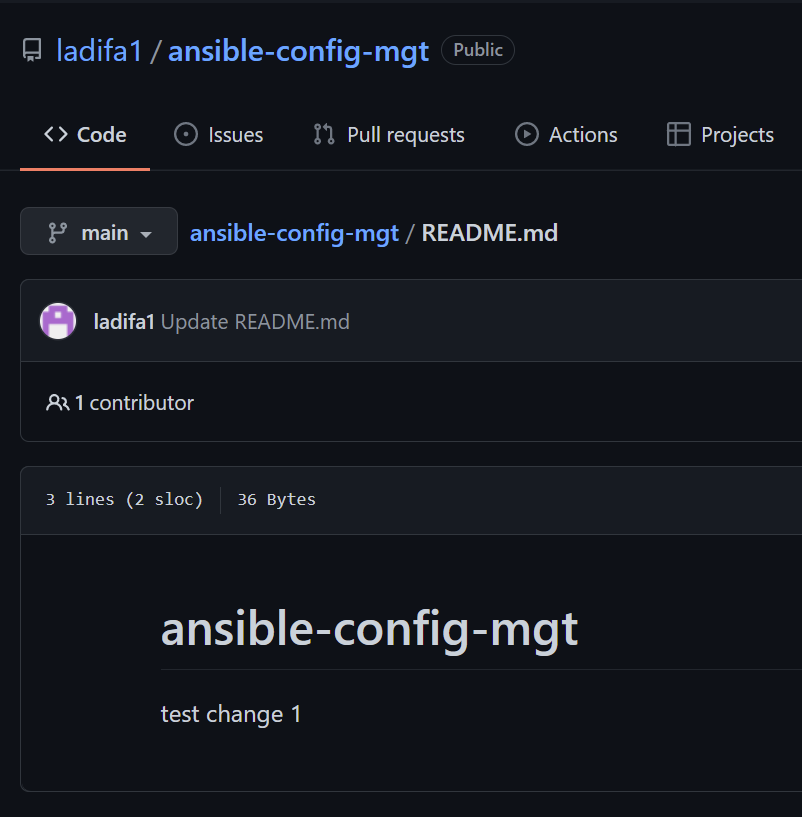 ladifa1 / ansible-config-mgt Public
Code Issues Pull requests Actions Projects
main ansible-config-mgt / README.md
ladifa1 Update README.md
1 contributor
3 lines (2 sloc) 36 Bytes
ansible-config-mgt
test change 1